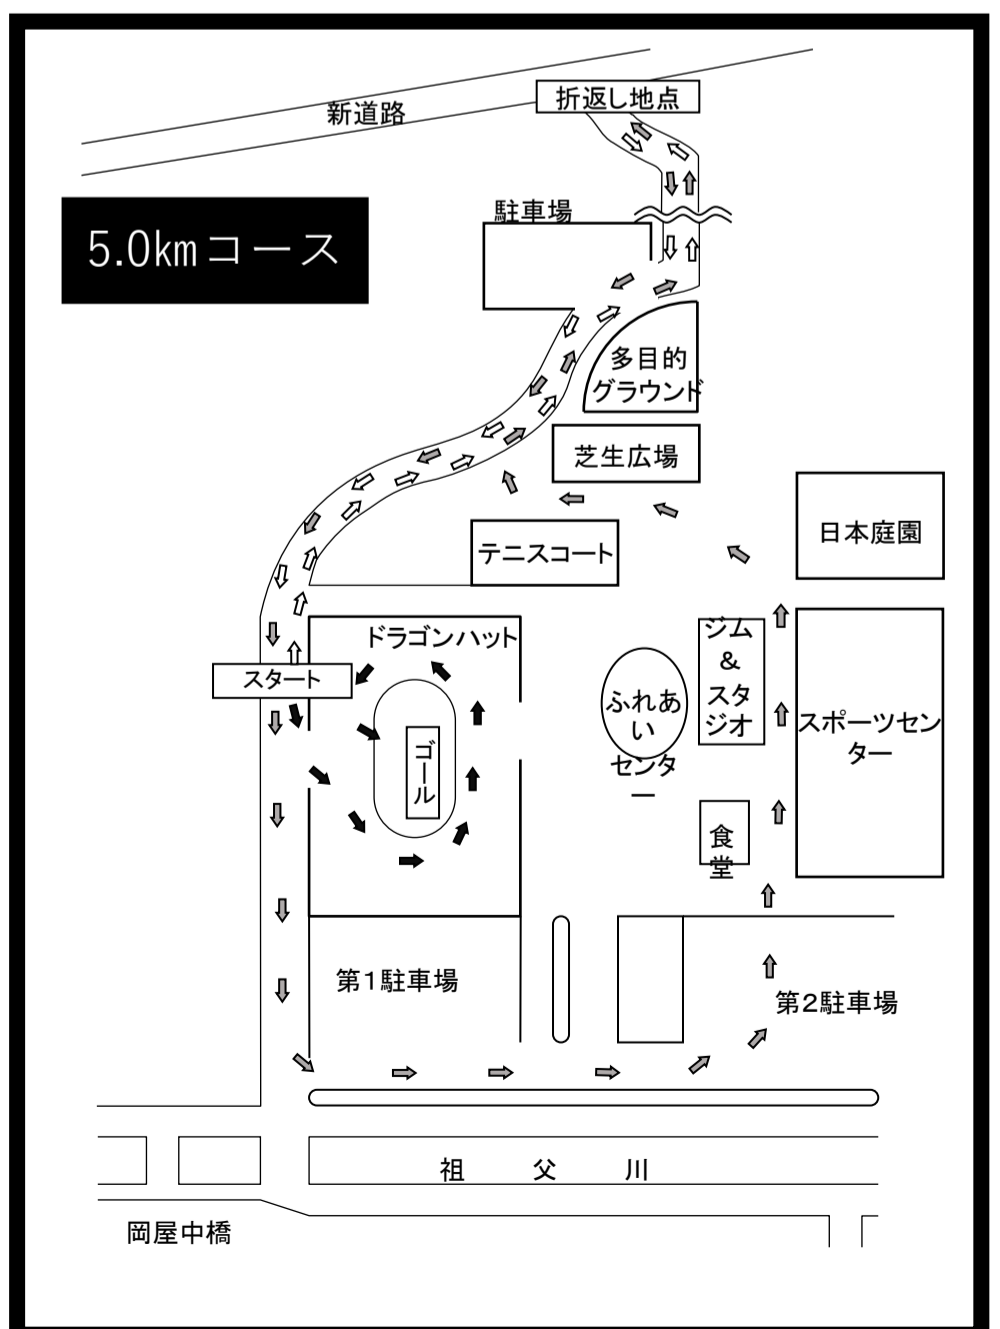 折返し地点
新道路
駐車場
5.0kmコース
多目的
グラウンド
芝生広場
日本庭園
テニスコート
ドラゴンハット
ジム
&
スタ
ジオ
スタート
ふれあ
い
センタ
ー
スポーツセン
ター
ゴール
食
堂
第1駐車場
第2駐車場
祖 父 川
岡屋中橋